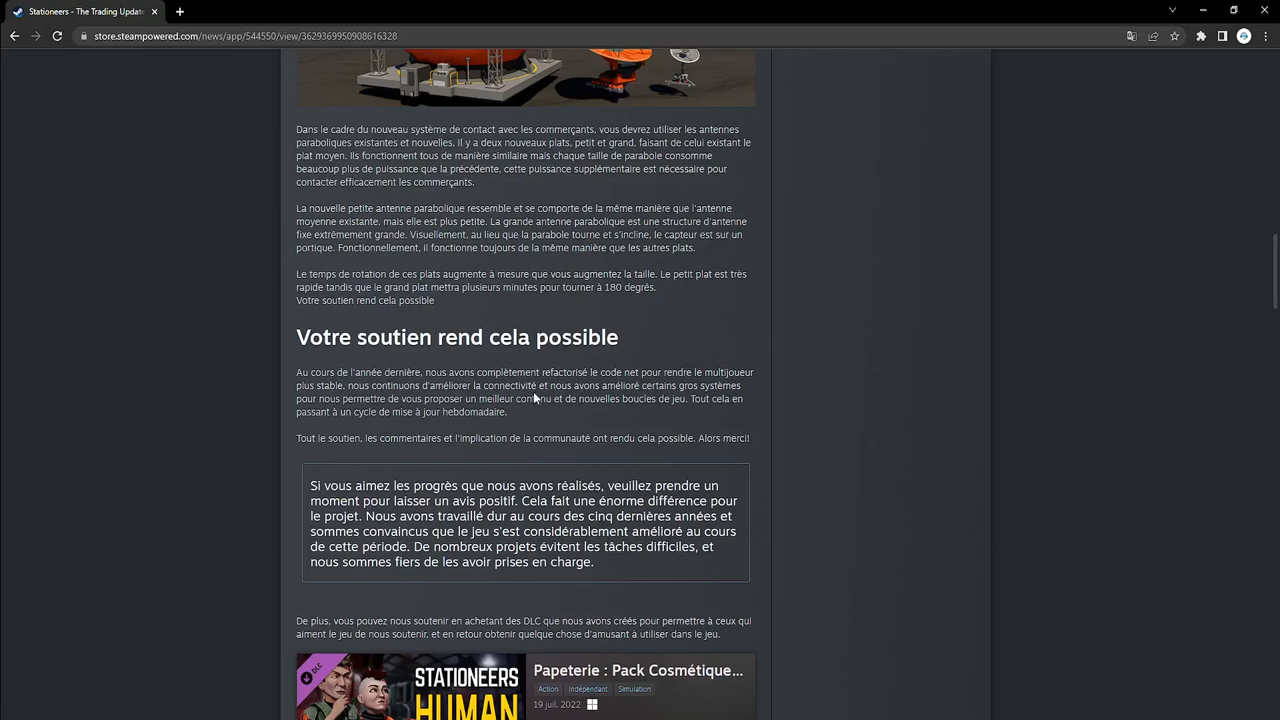 Stationeers - The Trading Update
store.steampowered.com/news/app/544550/view/3629369950908616328
Dans le cadre du nouveau système de contact avec les commerçants, vous devrez utiliser les antennes
paraboliques existantes et nouvelles. Il y a deux nouveaux plats, petit et grand, faisant de celui existant le
plat moyen. Ils fonctionnent tous de manière similaire mais chaque taille de parabole consomme
beaucoup plus de puissance que la précédente, cette puissance supplémentaire est nécessaire pour
contacter efficacement les commerçants.
La nouvelle petite antenne parabolique ressemble et se comporte de la même manière que l'antenne
moyenne existante, mais elle est plus petite. La grande antenne parabolique est une structure d'antenne
fixe extrêmement grande. Visuellement, au lieu que la parabole tourne et s'incline, le capteur est sur un
portique. Fonctionnellement, il fonctionne toujours de la même manière que les autres plats.
Le temps de rotation de ces plats augmente à mesure que vous augmentez la taille. Le petit plat est très
rapide tandis que le grand plat mettra plusieurs minutes pour tourner à 180 degrés.
Votre soutien rend cela possible
Votre soutien rend cela possible
Au cours de l'année dernière, nous avons complètement refactorisé le code net pour rendre le multijoueur
plus stable, nous continuons d'améliorer la connectivité et nous avons amélioré certains gros systèmes
pour nous permettre de vous proposer un meilleur contenu et de nouvelles boucles de jeu. Tout cela en
passant à un cycle de mise à jour hebdomadaire.
Tout le soutien, les commentaires et l'implication de la communauté ont rendu cela possible. Alors merci!
Si vous aimez les progrès que nous avons réalisés, veuillez prendre un
moment pour laisser un avis positif. Cela fait une énorme différence pour
le projet. Nous avons travaillé dur au cours des cinq dernières années et
sommes convaincus que le jeu s'est considérablement amélioré au cours
de cette période. De nombreux projets évitent les tâches difficiles, et
nous sommes fiers de les avoir prises en charge.
De plus, vous pouvez nous soutenir en achetant des DLC que nous avons créés pour permettre à ceux qui
aiment le jeu de nous soutenir, et en retour obtenir quelque chose d'amusant à utiliser dans le jeu.
DLC
STATIONEERS
HUMAN
Papeterie : Pack Cosmétique...
Action Indépendant Simulation
19 juil. 2022